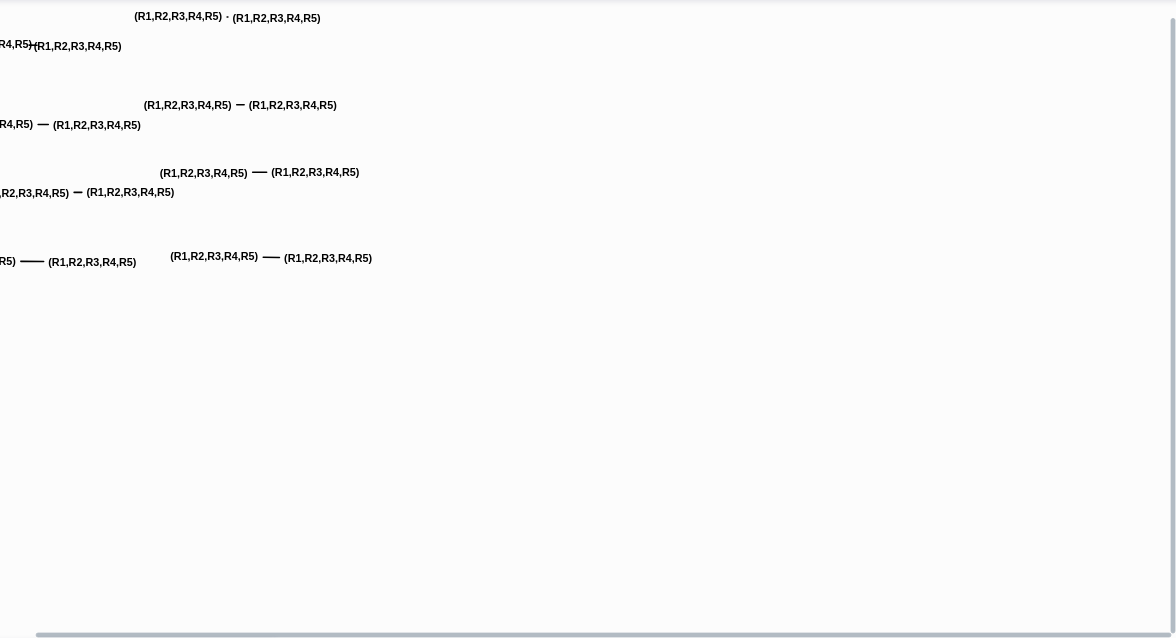 (R1,R2,R3,R4,R5) - (R1,R2,R3,R4,R5)
R4,R5)—(R1,R2,R3,R4,R5)
(R1,R2,R3,R4,R5) — (R1,R2,R3,R4,R5)
R4,R5) — (R1,R2,R3,R4,R5)
(R1,R2,R3,R4,R5) — (R1,R2,R3,R4,R5)
,R2,R3,R4,R5) — (R1,R2,R3,R4,R5)
(R1,R2,R3,R4,R5) — (R1,R2,R3,R4,R5)
R5) — (R1,R2,R3,R4,R5)